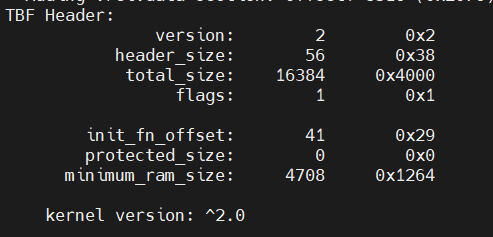 TBF Header:
version: 2 0x2
header_size: 56 0x38
total_size: 16384 0x4000
flags: 1 0x1
init_fn_offset: 41 0x29
protected_size: 0 0x0
minimum_ram_size: 4708 0x1264
kernel version: ^2.0